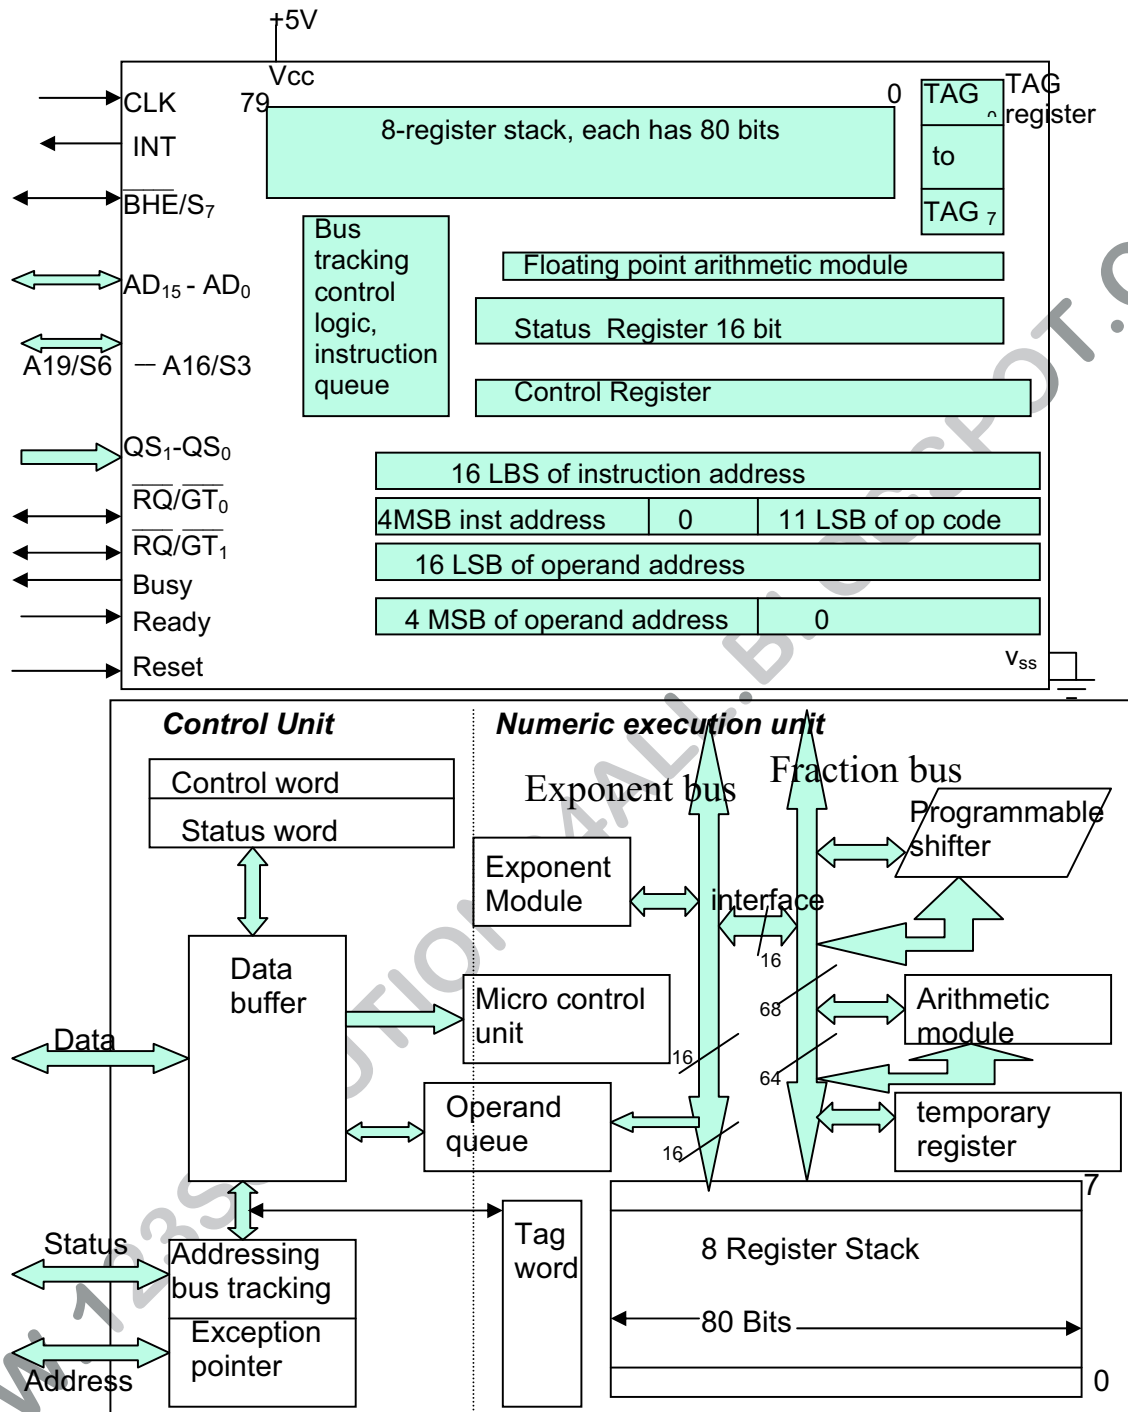 +5V
Vcc
CLK
79
0
8-register stack, each has 80 bits
TAG 0
to
TAG 7
TAG
register
INT
BHE/S7
AD15 - AD0
A19/S6 — A16/S3
QS1-QS0
RQ/GT0
RQ/GT1
Busy
Ready
Reset
Bus
tracking
control
logic,
instruction
queue
Floating point arithmetic module
Status Register 16 bit
Control Register
16 LBS of instruction address
4MSB inst address
0
11 LSB of op code
16 LSB of operand address
4 MSB of operand address
0
vss
Control Unit
Numeric execution unit
Control word
Status word
Exponent bus
Fraction bus
Programmable
shifter
Exponent
Module
interface
16
Data
buffer
Micro control
unit
68
Arithmetic
module
Data
16
64
Operand
queue
16
temporary
register
7
Status
Addressing
bus tracking
Tag
word
8 Register Stack
80 Bits
Exception
pointer
Address
0